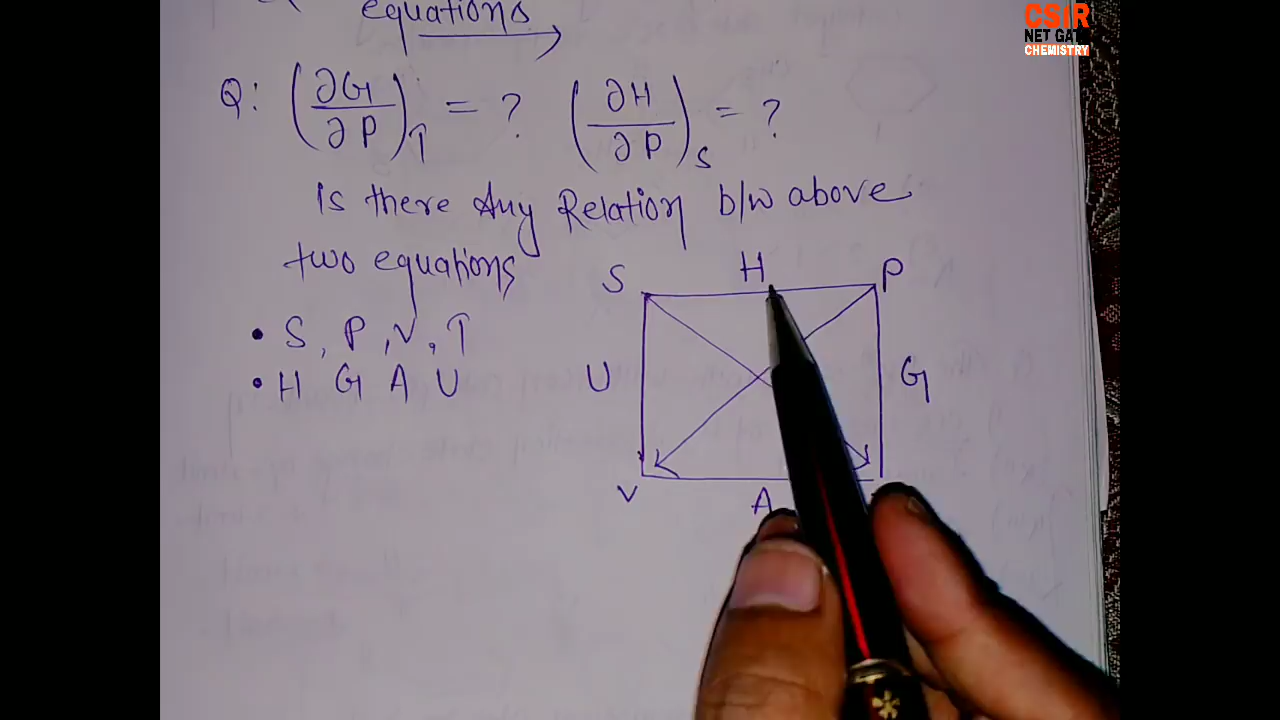 equations
CSIR
NET GATE
CHEMISTRY
Q: (∂G/∂P)T = ? (∂H/∂P)S = ?
Is there Any Relation b/w above
two equations
S H P
• S, P, V, T
• H G A U
U G
V A